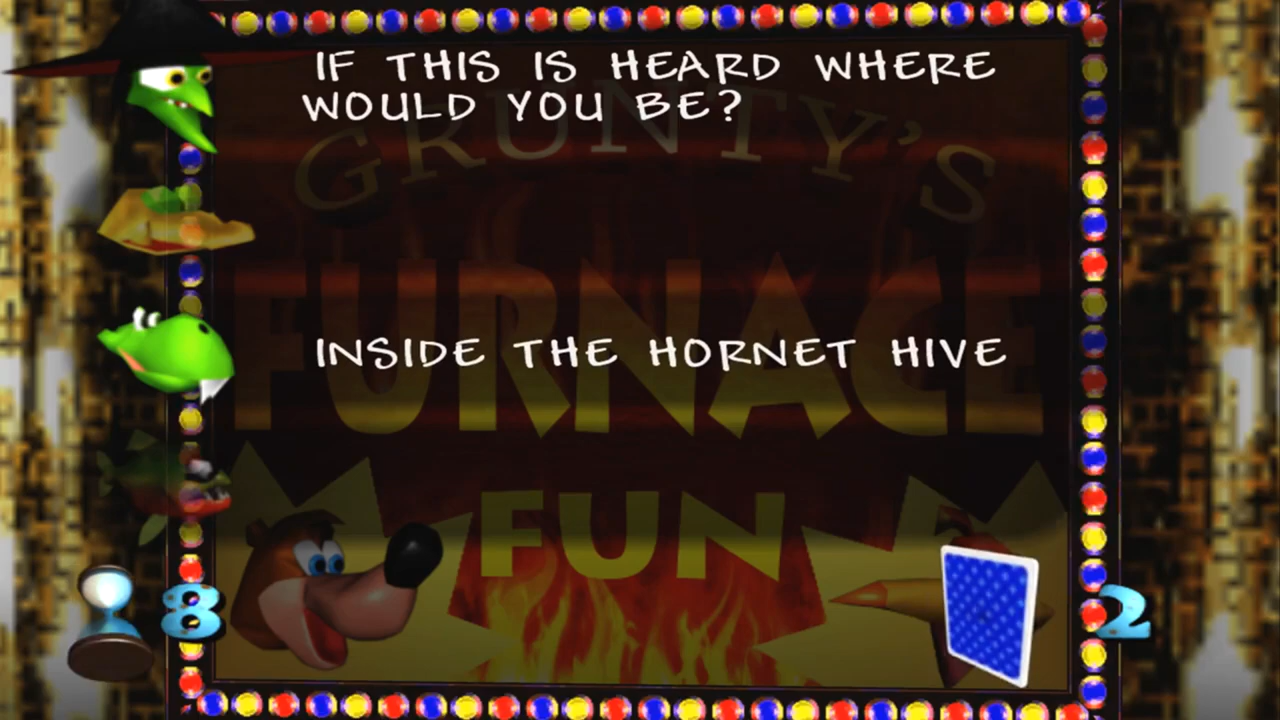 IF THIS IS HEARD WHERE
WOULD YOU BE?
GRUNTY'S
FURNACE
INSIDE THE HORNET HIVE
FUN
8
2